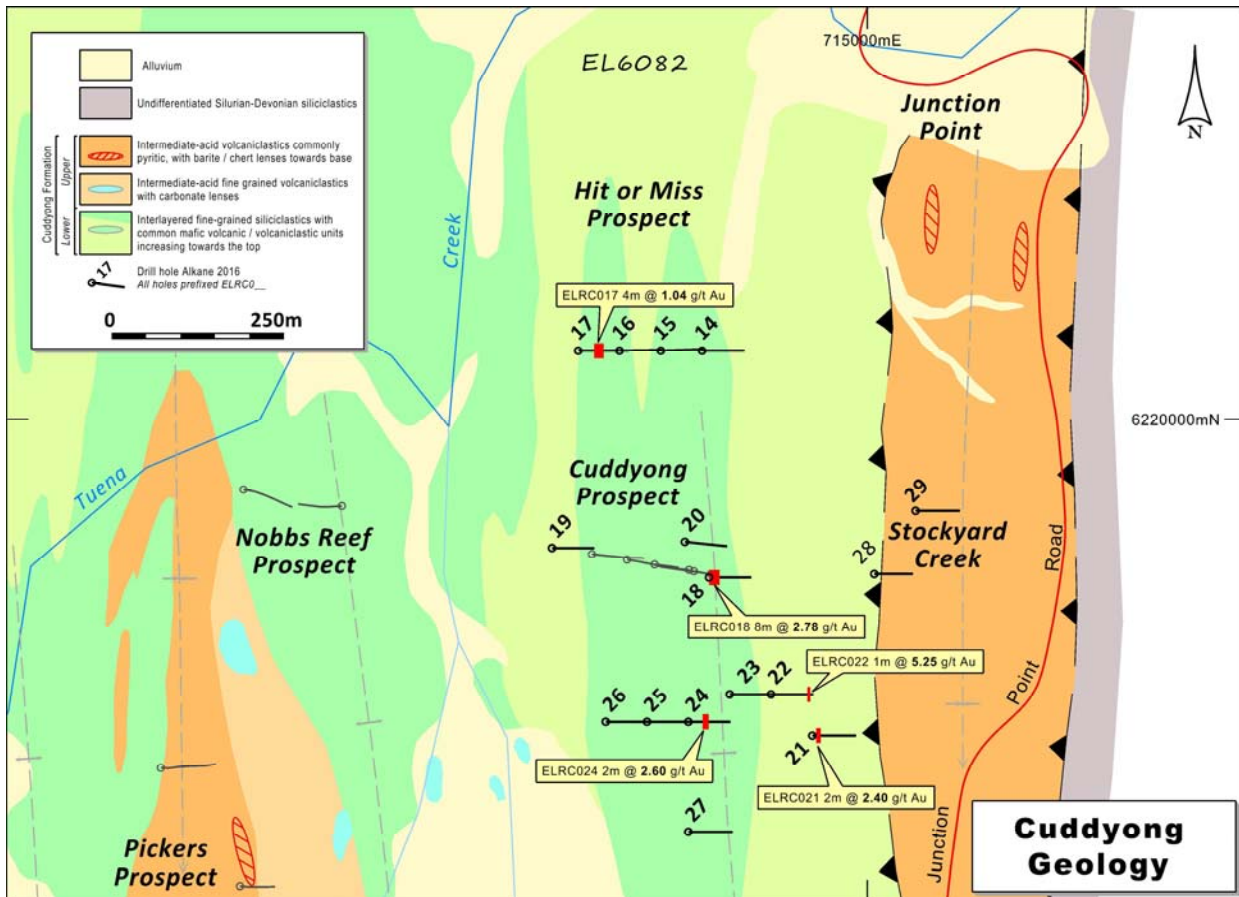 Alluvium
Undifferentiated Silurian-Devonian siliciclastics
Cuddyong Formation
Upper
Lower
Intermediate-acid volcaniclastics commonly
pyritic, with barite / chert lenses towards base
Intermediate-acid fine grained volcaniclastics
with carbonate lenses
Interlayered fine-grained siliciclastics with
common mafic volcanic / volcaniclastic units
increasing towards the top
17
Drill hole Alkane 2016
All holes prefixed ELRC0__
0 250m
EL6082
715000mE
N
Junction
Point
Hit or Miss
Prospect
Creek
ELRC017 4m @ 1.04 g/t Au
17 16 15 14
6220000mN
Tuena
Cuddyong
Prospect
Nobbs Reef
Prospect
19
20
18
29
Stockyard
Creek
28
Road
ELRC018 8m @ 2.78 g/t Au
ELRC022 1m @ 5.25 g/t Au
23 22
26 25 24
21
Point
ELRC024 2m @ 2.60 g/t Au
ELRC021 2m @ 2.40 g/t Au
27
Junction
Pickers
Prospect
Cuddyong
Geology